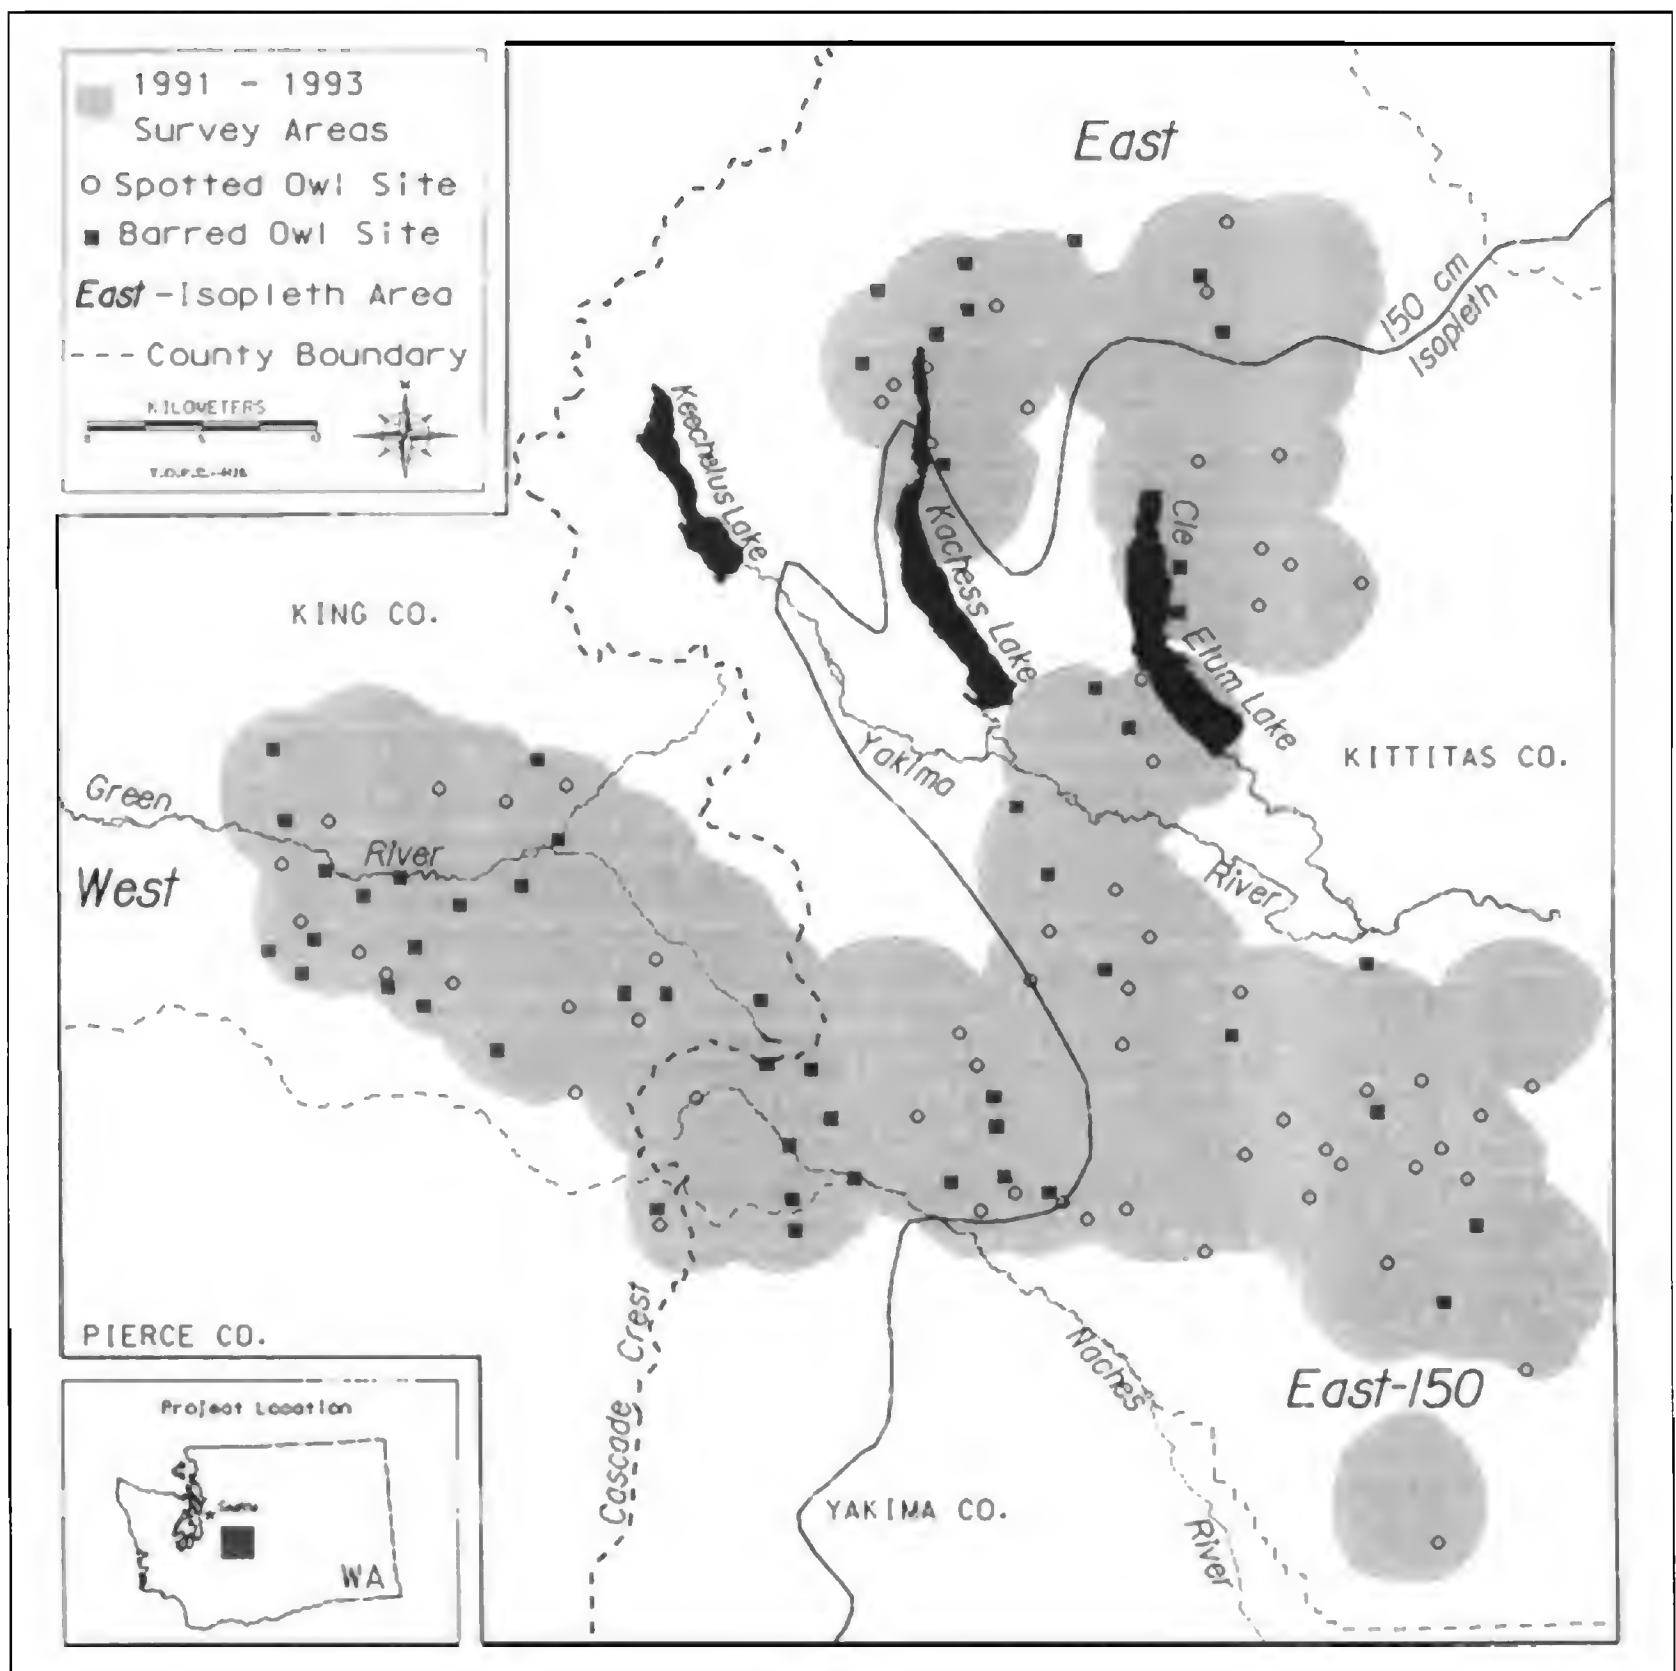 1991 - 1993
Survey Areas
Spotted Owl Site
Barred Owl Site
East - Isopleth Area
--- County Boundary
KILOMETERS
East
150 cm
Isopleth
Keechelus Lake
Kachess Lake
Cle
Elum Lake
KING CO.
KITTITAS CO.
Yakima
River
Green
River
West
PIERCE CO.
Cascade Crest
East-150
Naches
River
YAKIMA CO.
Project Location
WA